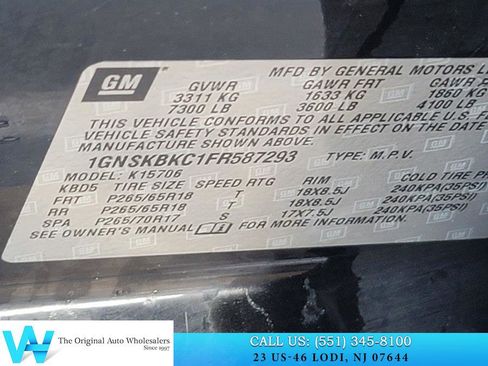 GM
MFD BY GENERAL MOTORS LL
GVWR GAWR FRT GAWR R
3311 KG 1633 KG 1860 KG
7300 LB 3600 LB 4100 LB
THIS VEHICLE CONFORMS TO ALL APPLICABLE U.S. FEDERAL
VEHICLE SAFETY STANDARDS IN EFFECT ON THE DATE OF
MANUFACTURE SHOWN ABOVE.
1GNSKBKC1FR587293 TYPE: M.P.V.
MODEL: K15706
KBD5 TIRE SIZE SPEED RTG RIM COLD TIRE PRESSURE
FRT P265/65R18 T 18X8.5J 240KPA(35PSI)
RR P265/65R18 T 18X8.5J 240KPA(35PSI)
SPA P265/70R17 S 17X7.5J 240KPA(35PSI)
SEE OWNER'S MANUAL FOR MORE INFORMATION
W The Original Auto Wholesalers
Since 1997
CALL US: (551) 345-8100
23 US-46 LODI, NJ 07644